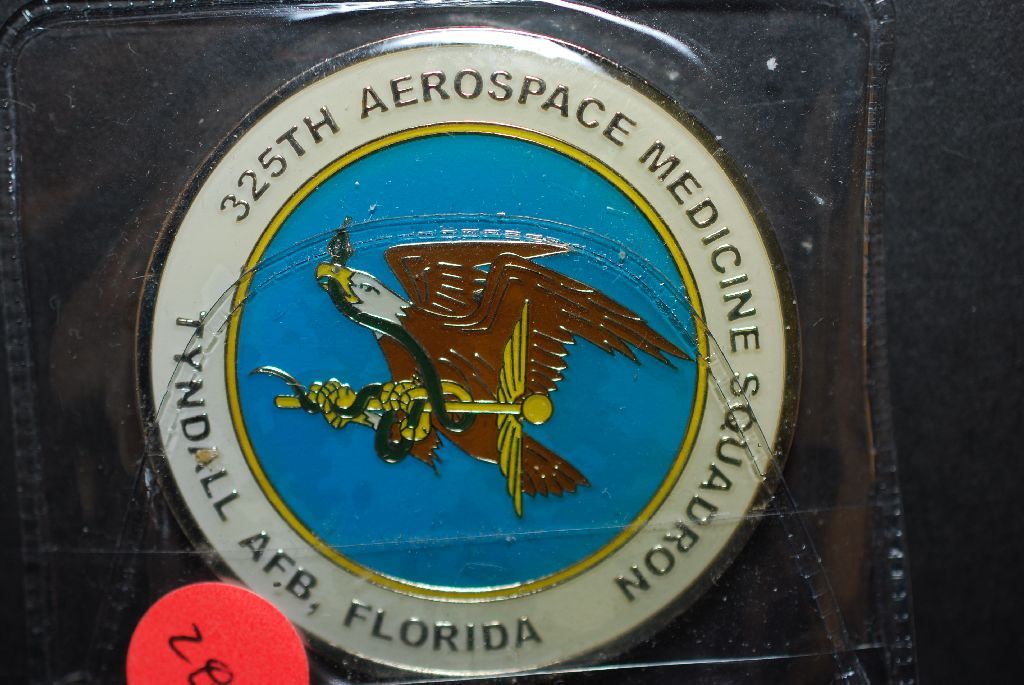 325TH AEROSPACE MEDICINE SQUADRON
TYNDALL AFB, FLORIDA